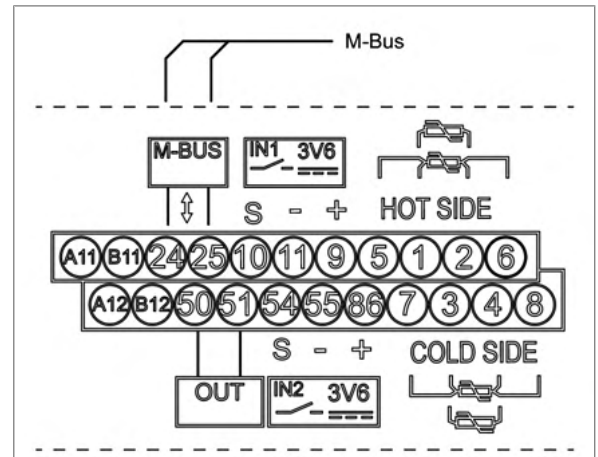 M-Bus
M-BUS IN1 3V6
S - + HOT SIDE
A11 B11 24 25 10 11 9 5 1 2 6
A12 B12 50 51 54 55 86 7 3 4 8
S - + COLD SIDE
OUT IN2 3V6